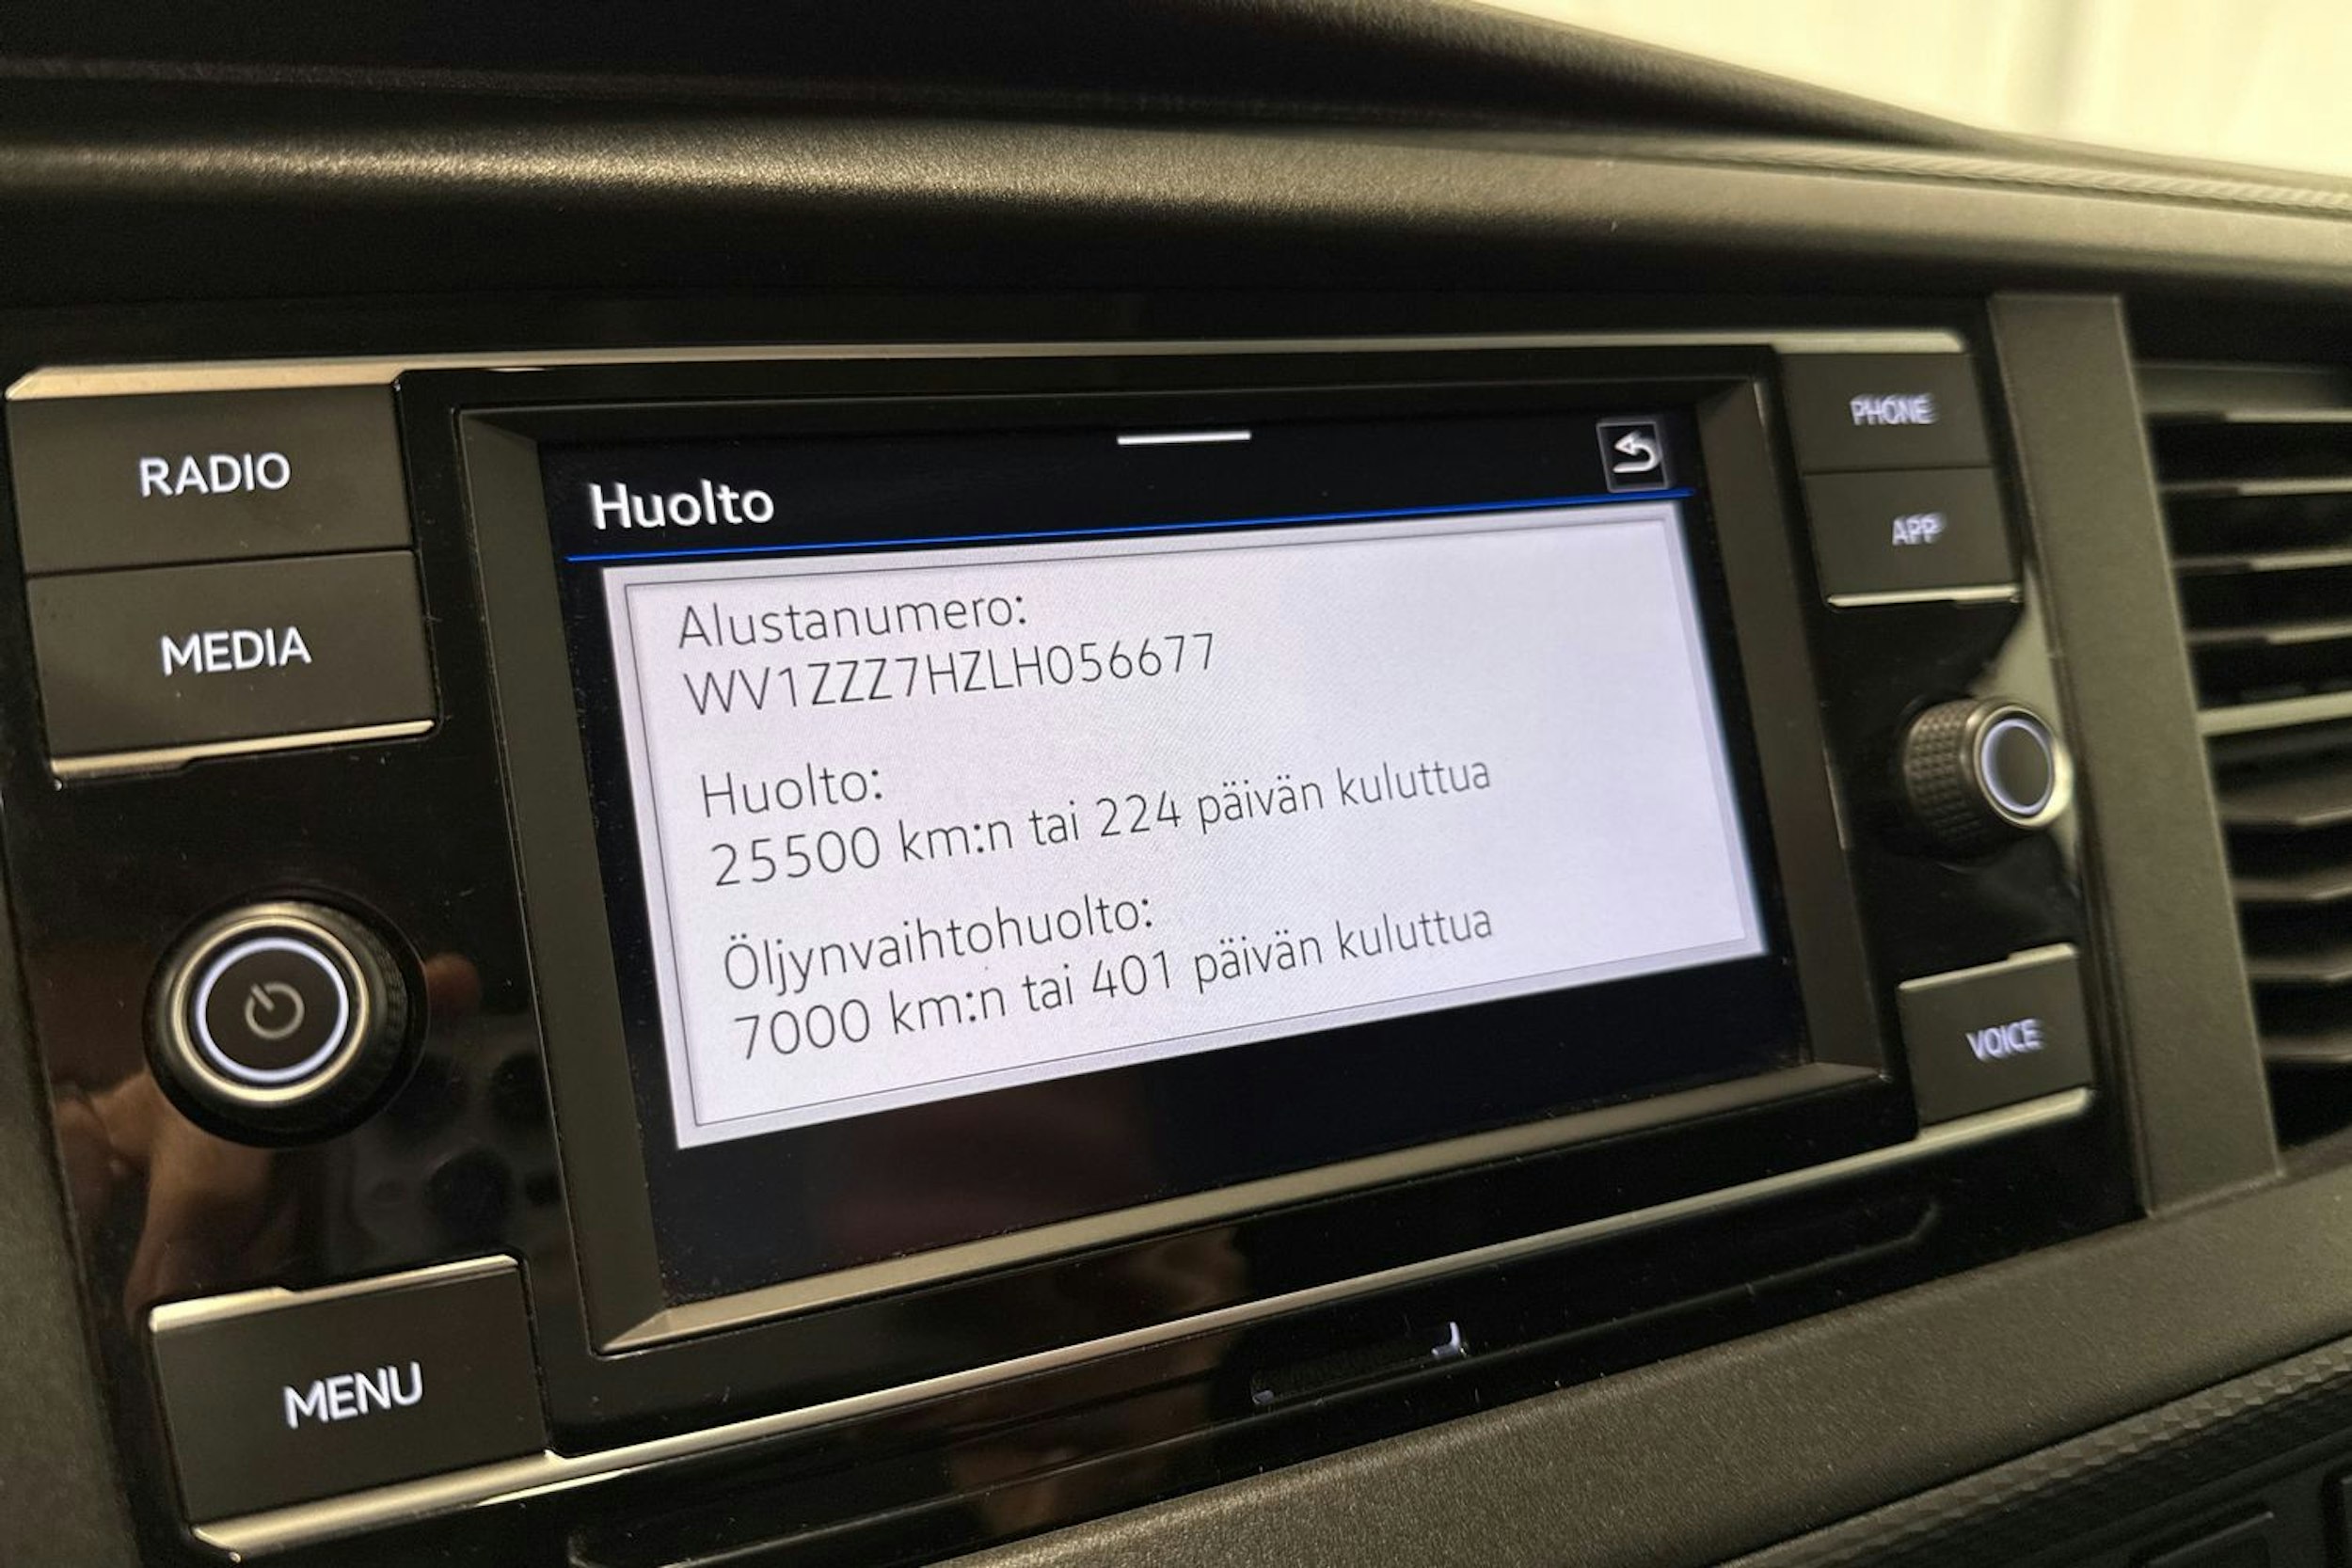 RADIO
MEDIA
MENU
Huolto
Alustanumero:
WV1ZZZ7HZLH056677
Huolto:
25500 km:n tai 224 päivän kuluttua
Öljynvaihtohuolto:
7000 km:n tai 401 päivän kuluttua
PHONE
APP
VOICE